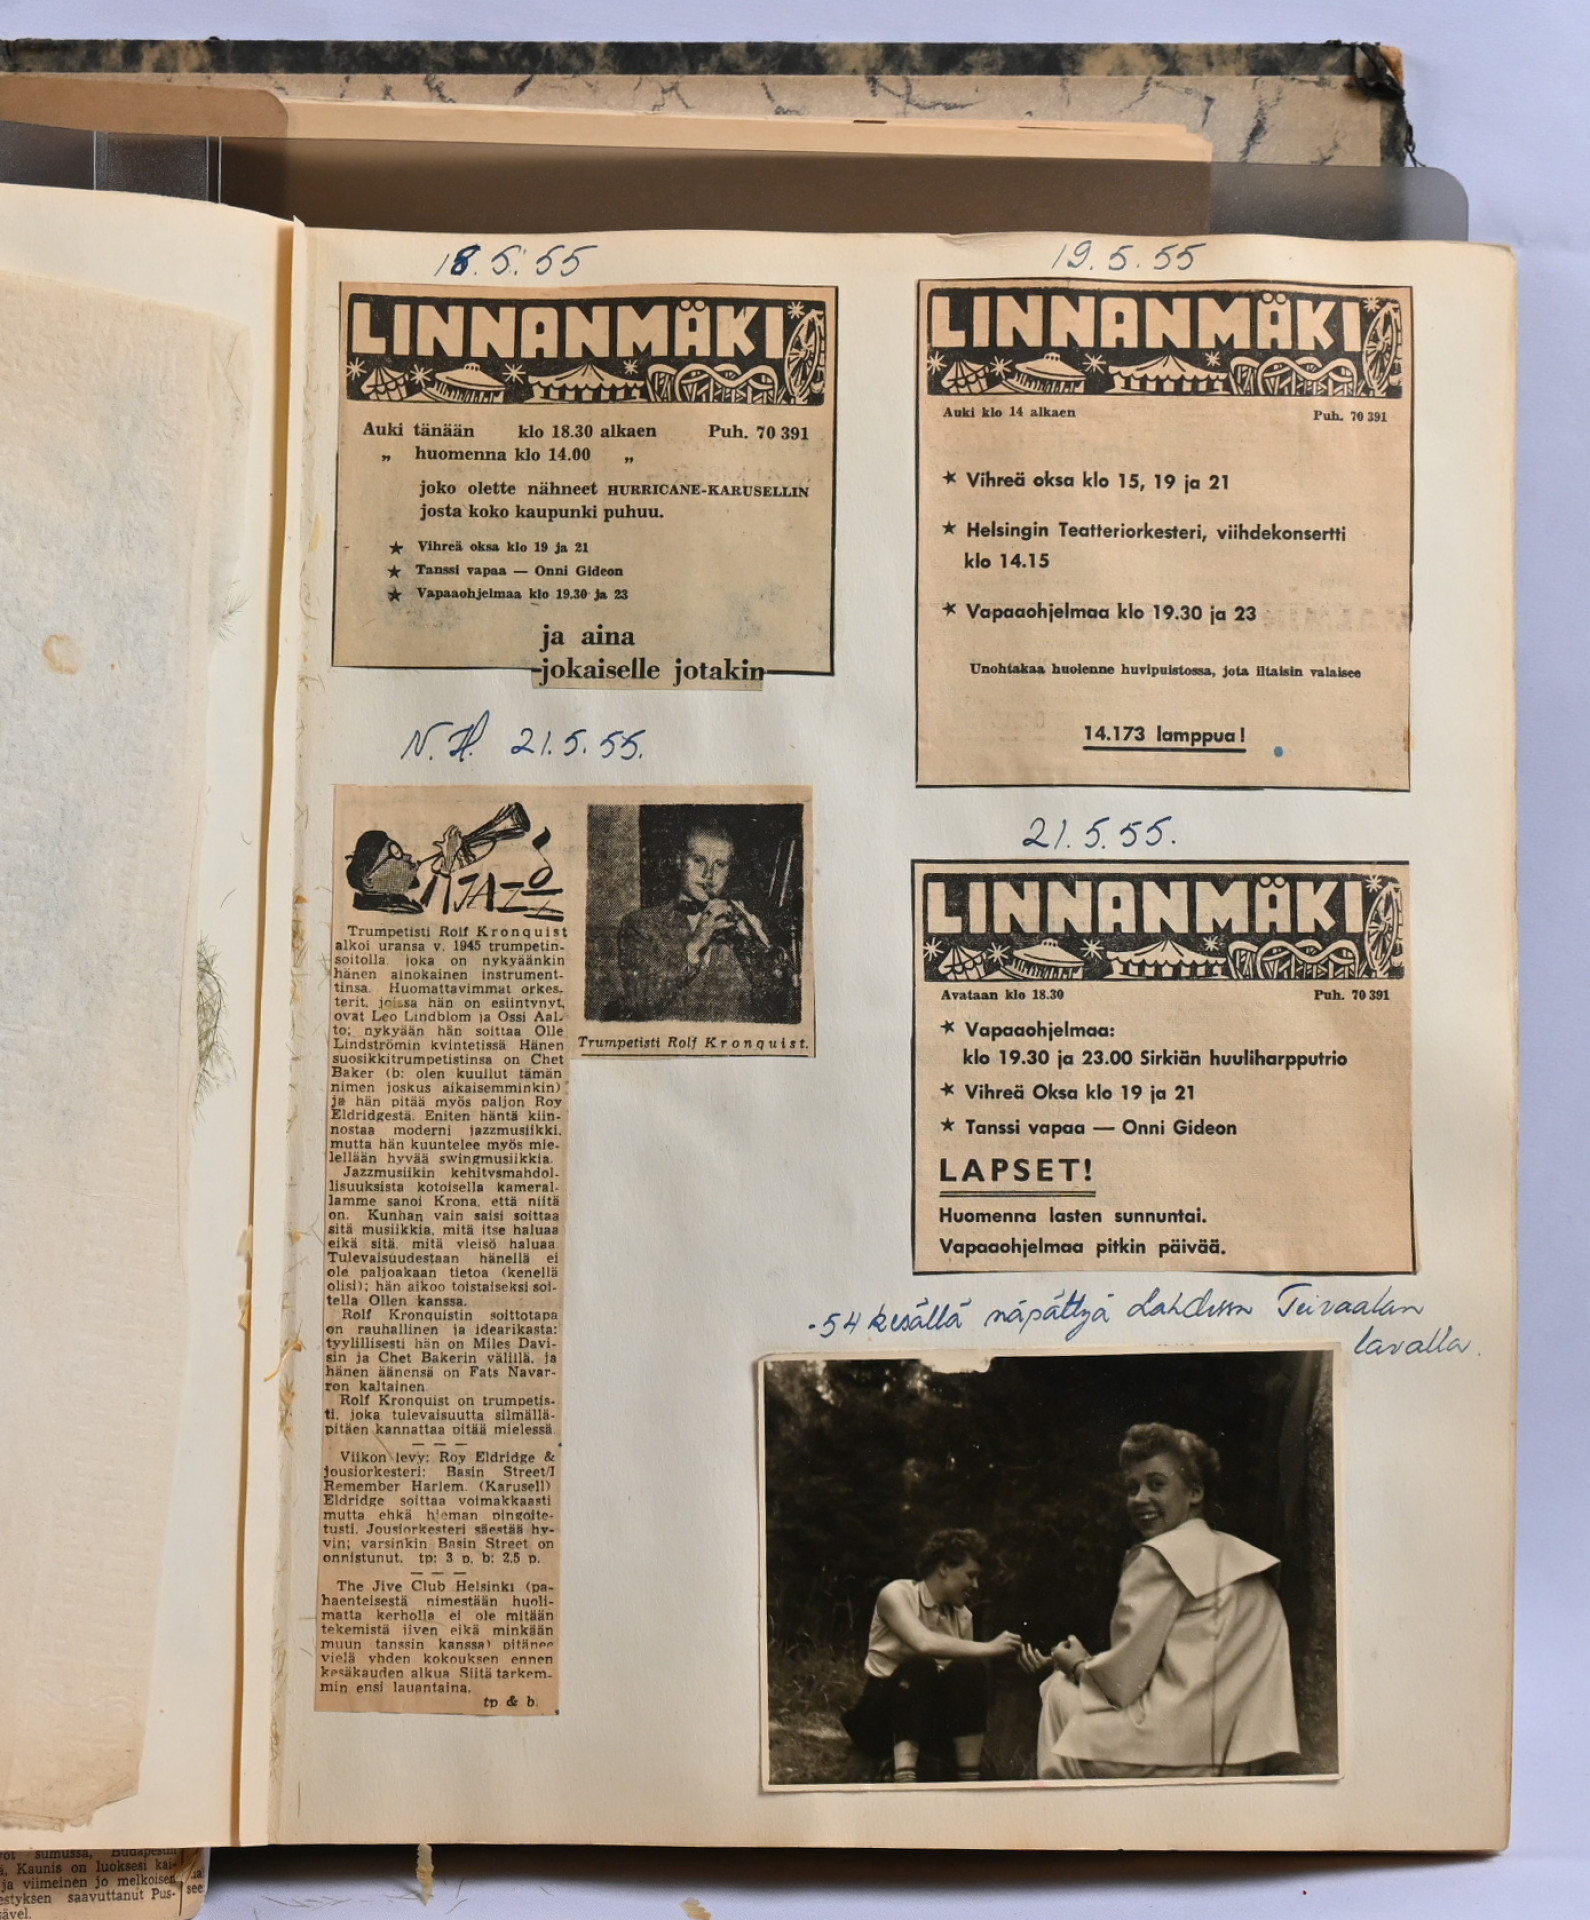 18.5.55
LINNANMÄKI
Auki tänään klo 18.30 alkaen Puh. 70 391
„ huomenna klo 14.00 „
joko olette nähneet HURRICANE-KARUSELLIN
josta koko kaupunki puhuu.
★ Vihreä oksa klo 19 ja 21
★ Tanssi vapaa — Onni Gideon
★ Vapaaohjelmaa klo 19.30 ja 23
ja aina
jokaiselle jotakin
N.H. 21.5.55.
JAZZ
Trumpetisti Rolf Kronquist
alkoi uransa v. 1945 trumpetin-
soitolla, joka on nykyäänkin
hänen ainokainen instrument-
tinsa. Huomattavimmat orkes-
terit, joissa hän on esiintynyt,
ovat Leo Lindblom ja Ossi Aal-
to; nykyään hän soittaa Olle
Lindströmin kvintetissä. Hänen
suosikkitrumpetistinsa on Chet
Baker (b: olen kuullut tämän
nimen joskus aikaisemminkin)
ja hän pitää myös paljon Roy
Eldridgestä. Eniten häntä kiin-
nostaa moderni jazzmusiikki,
mutta hän kuuntelee myös mie-
lellään hyvää swingmusiikkia.
Jazzmusiikin kehitysmahdol-
lisuuksista kotoisella kameral-
lamme sanoi Krona, että niitä
on. Kunhan vain saisi soittaa
sitä musiikkia, mitä itse haluaa
eikä sitä, mitä yleisö haluaa.
Tulevaisuudestaan hänellä ei
ole paljoakaan tietoa (kenellä
olisi); hän aikoo toistaiseksi soi-
tella Ollen kanssa.
Rolf Kronquistin soittotapa
on rauhallinen ja idearikasta:
tyylillisesti hän on Miles Davi-
sin ja Chet Bakerin välillä, ja
hänen äänensä on Fats Navar-
ron kaltainen.
Rolf Kronquist on trumpetis-
ti, joka tulevaisuutta silmällä-
pitäen kannattaa pitää mielessä.
— — —
Viikon levy: Roy Eldridge &
jousiorkesteri: Basin Street/I
Remember Harlem. (Karusell)
Eldridge soittaa voimakkaasti
mutta ehkä hieman pingoite-
tusti. Jousiorkesteri säestää hy-
vin; varsinkin Basin Street on
onnistunut. tp: 3 p, b: 2,5 p.
— — —
The Jive Club Helsinki (pa-
haenteisestä nimestään huoli-
matta kerholla ei ole mitään
tekemistä jiven eikä minkään
muun tanssin kanssa) pitänee
vielä yhden kokouksen ennen
kesäkauden alkua Siitä tarkem-
min ensi lauantaina.
tp & b.
Trumpetisti Rolf Kronquist.
19.5.55
LINNANMÄKI
Auki klo 14 alkaen Puh. 70 391
★ Vihreä oksa klo 15, 19 ja 21
★ Helsingin Teatteriorkesteri, viihdekonsertti
klo 14.15
★ Vapaaohjelmaa klo 19.30 ja 23
Unohtakaa huolenne huvipuistossa, jota iltaisin valaisee
14.173 lamppua!
21.5.55.
LINNANMÄKI
Avataan klo 18.30 Puh. 70 391
★ Vapaaohjelmaa:
klo 19.30 ja 23.00 Sirkiän huuliharpputrio
★ Vihreä Oksa klo 19 ja 21
★ Tanssi vapaa — Onni Gideon
LAPSET!
Huomenna lasten sunnuntai.
Vapaaohjelmaa pitkin päivää.
-54 kesällä näpättyä Lahdessa
lavalla.
sumussa, Budapestin
Kaunis on luoksesi kai-
ja viimeinen jo melkoisen
saavuttanut Pus-